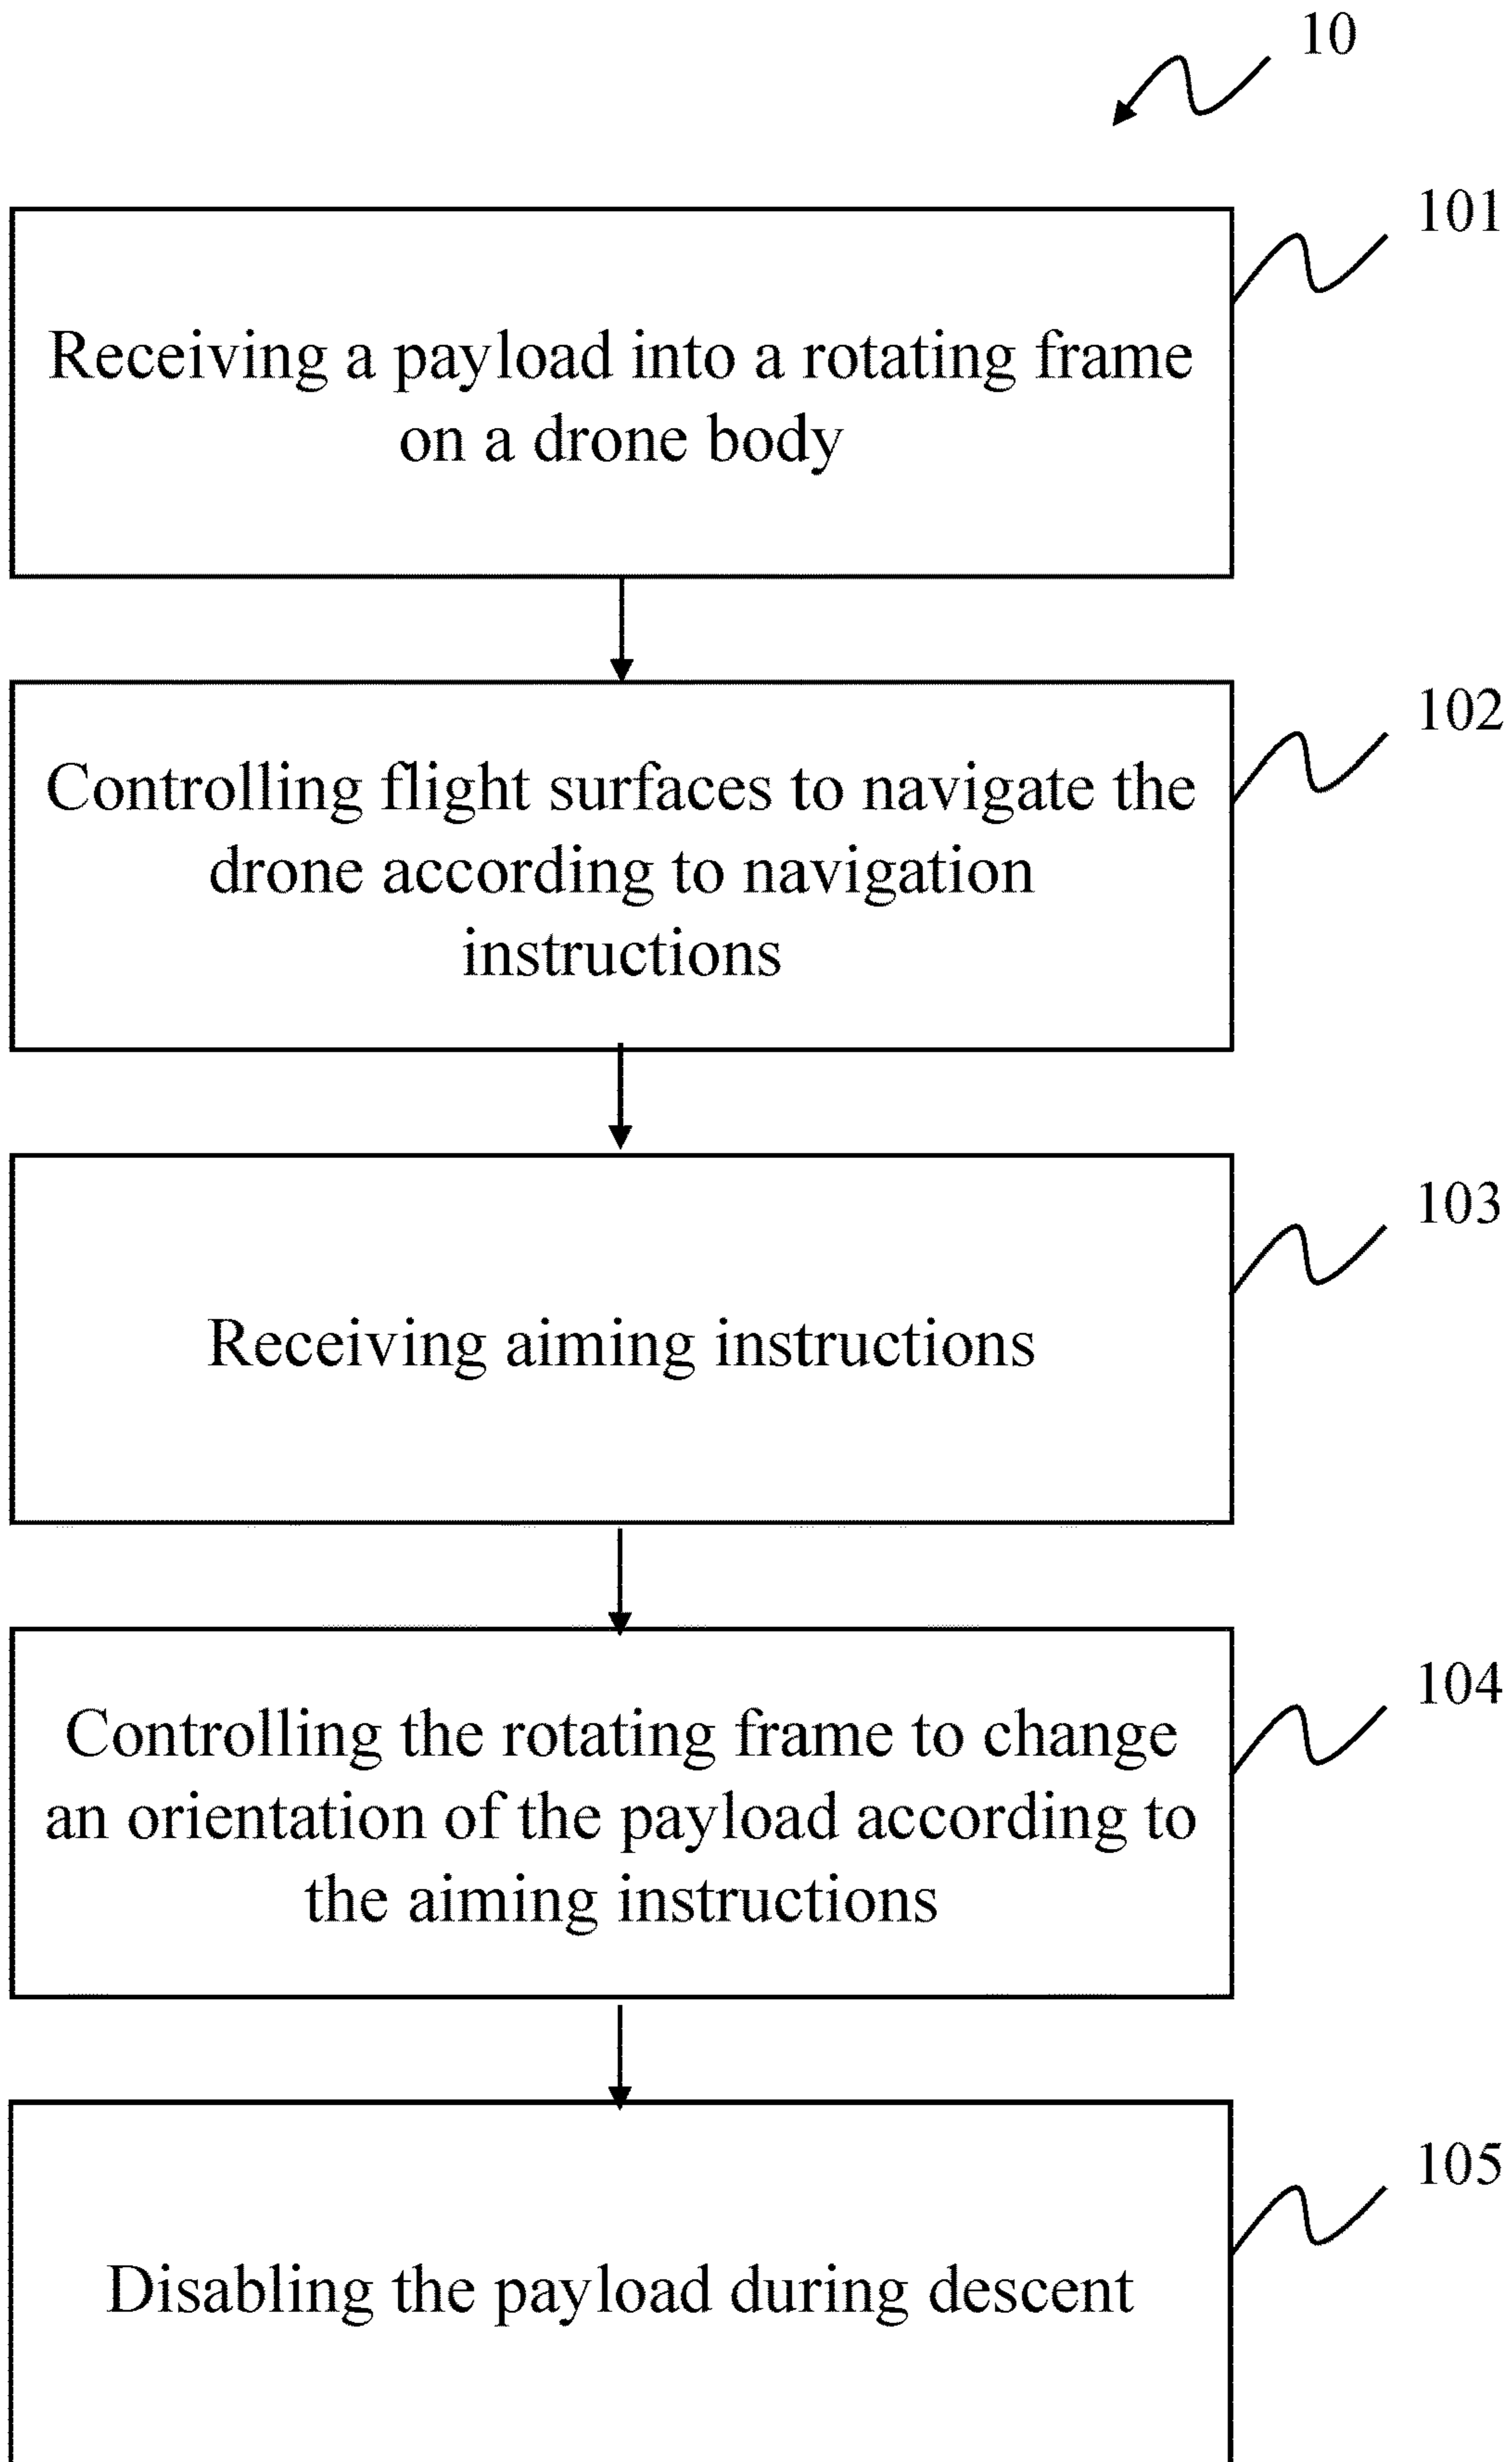 10
101
Receiving a payload into a rotating frame
on a drone body
102
Controlling flight surfaces to navigate the
drone according to navigation
instructions
103
Receiving aiming instructions
104
Controlling the rotating frame to change
an orientation of the payload according to
the aiming instructions
105
Disabling the payload during descent